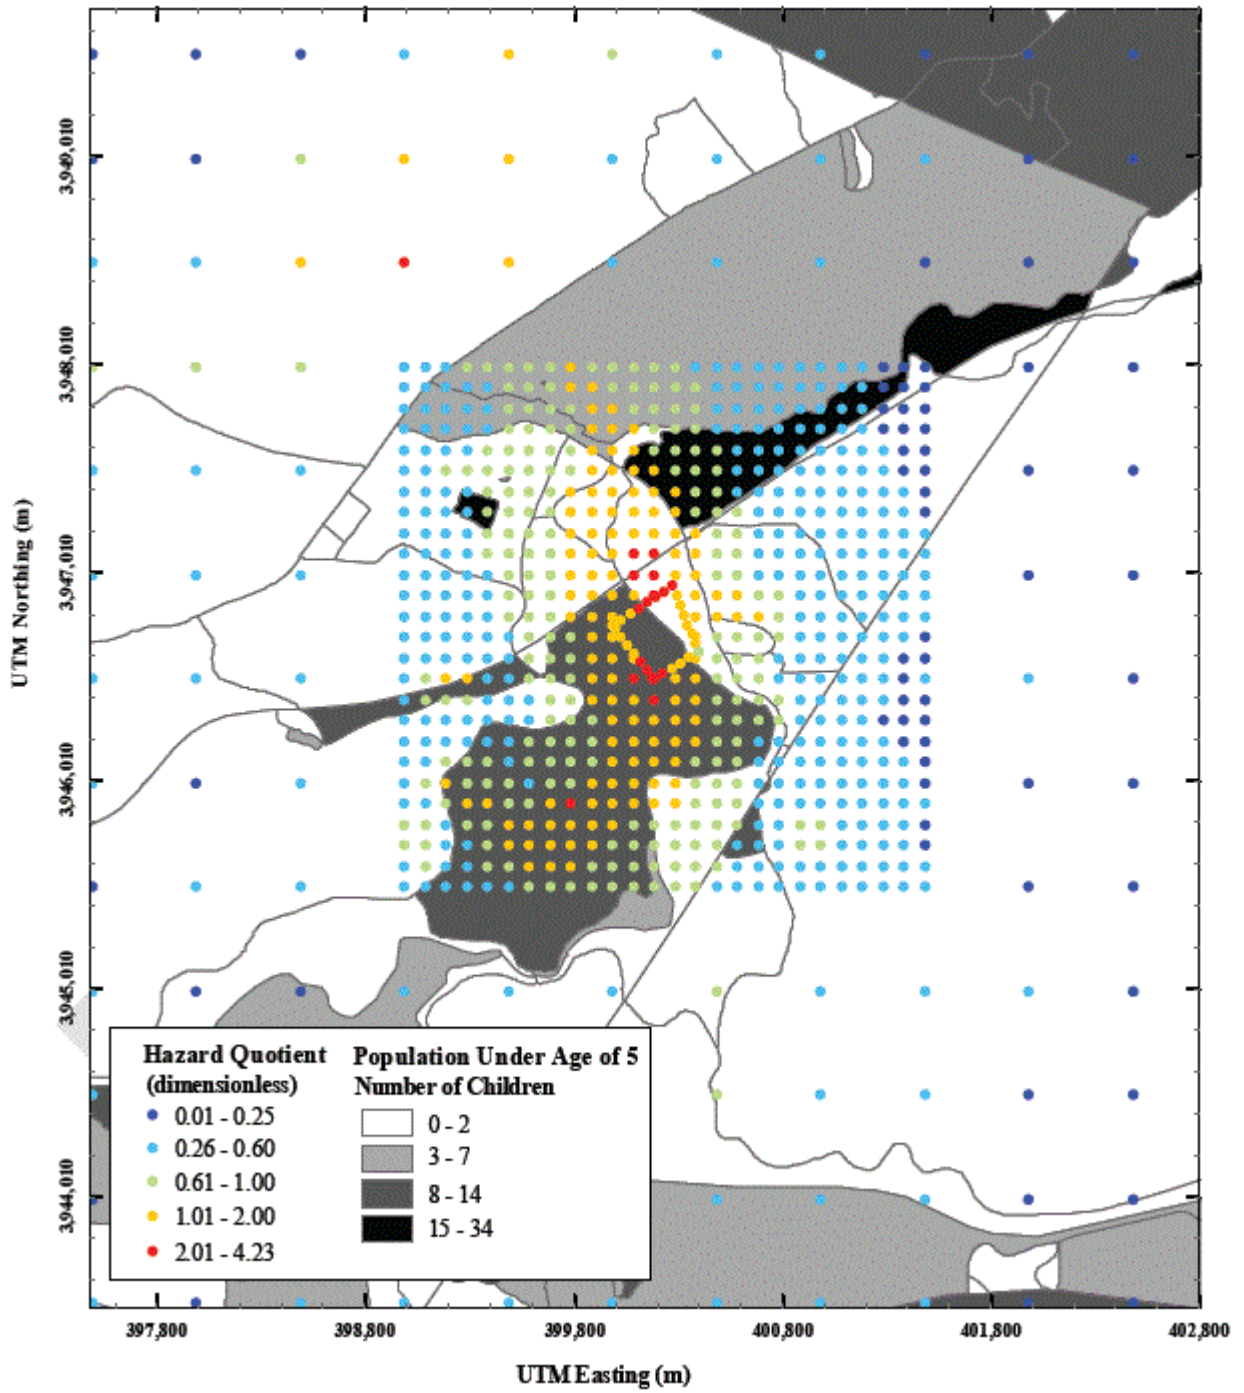 3,949,010
3,948,010
3,947,010
3,946,010
3,945,010
3,944,010
UTM Northing (m)
Hazard Quotient
(dimensionless)
0.01 - 0.25
0.26 - 0.60
0.61 - 1.00
1.01 - 2.00
2.01 - 4.23
Population Under Age of 5
Number of Children
0 - 2
3 - 7
8 - 14
15 - 34
397,800
398,800
399,800
400,800
401,800
402,800
UTM Easting (m)